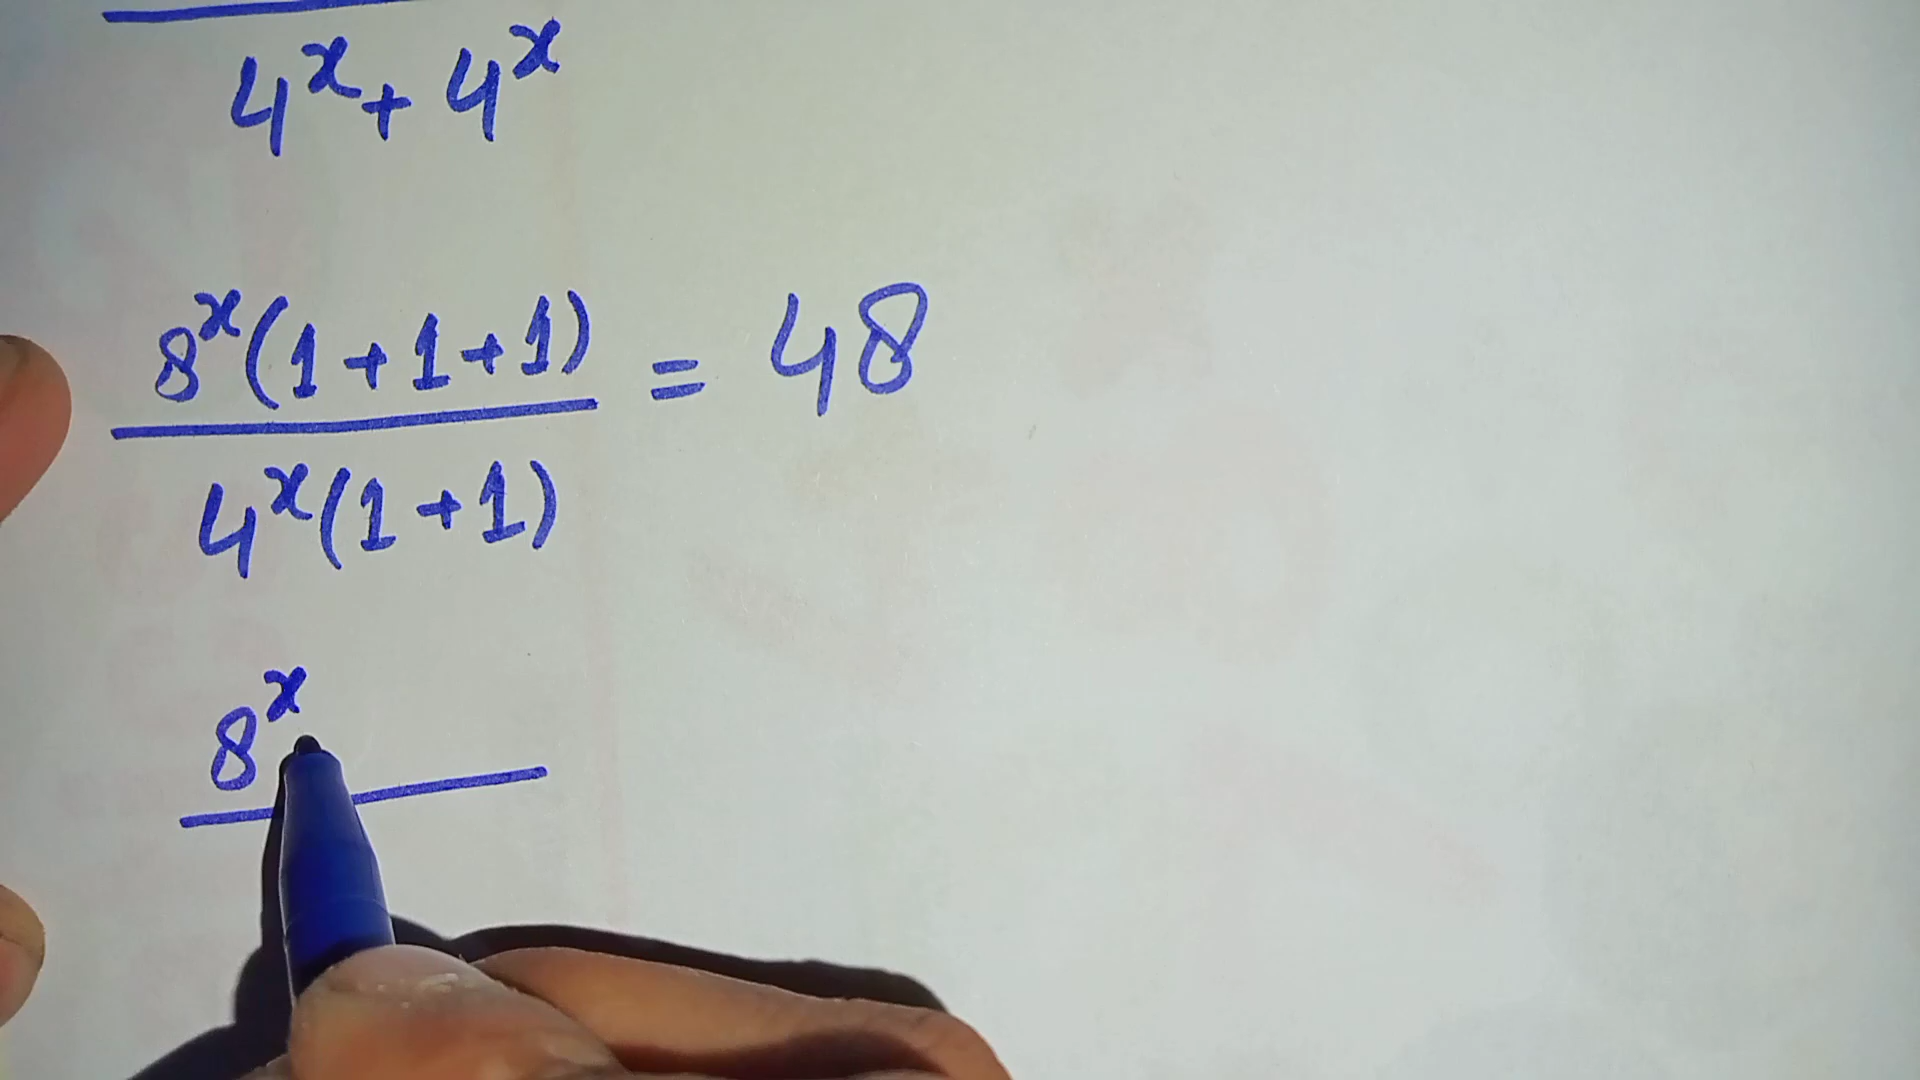 4^x + 4^x
8^x(1+1+1)
= 48
4^x(1+1)
8^x